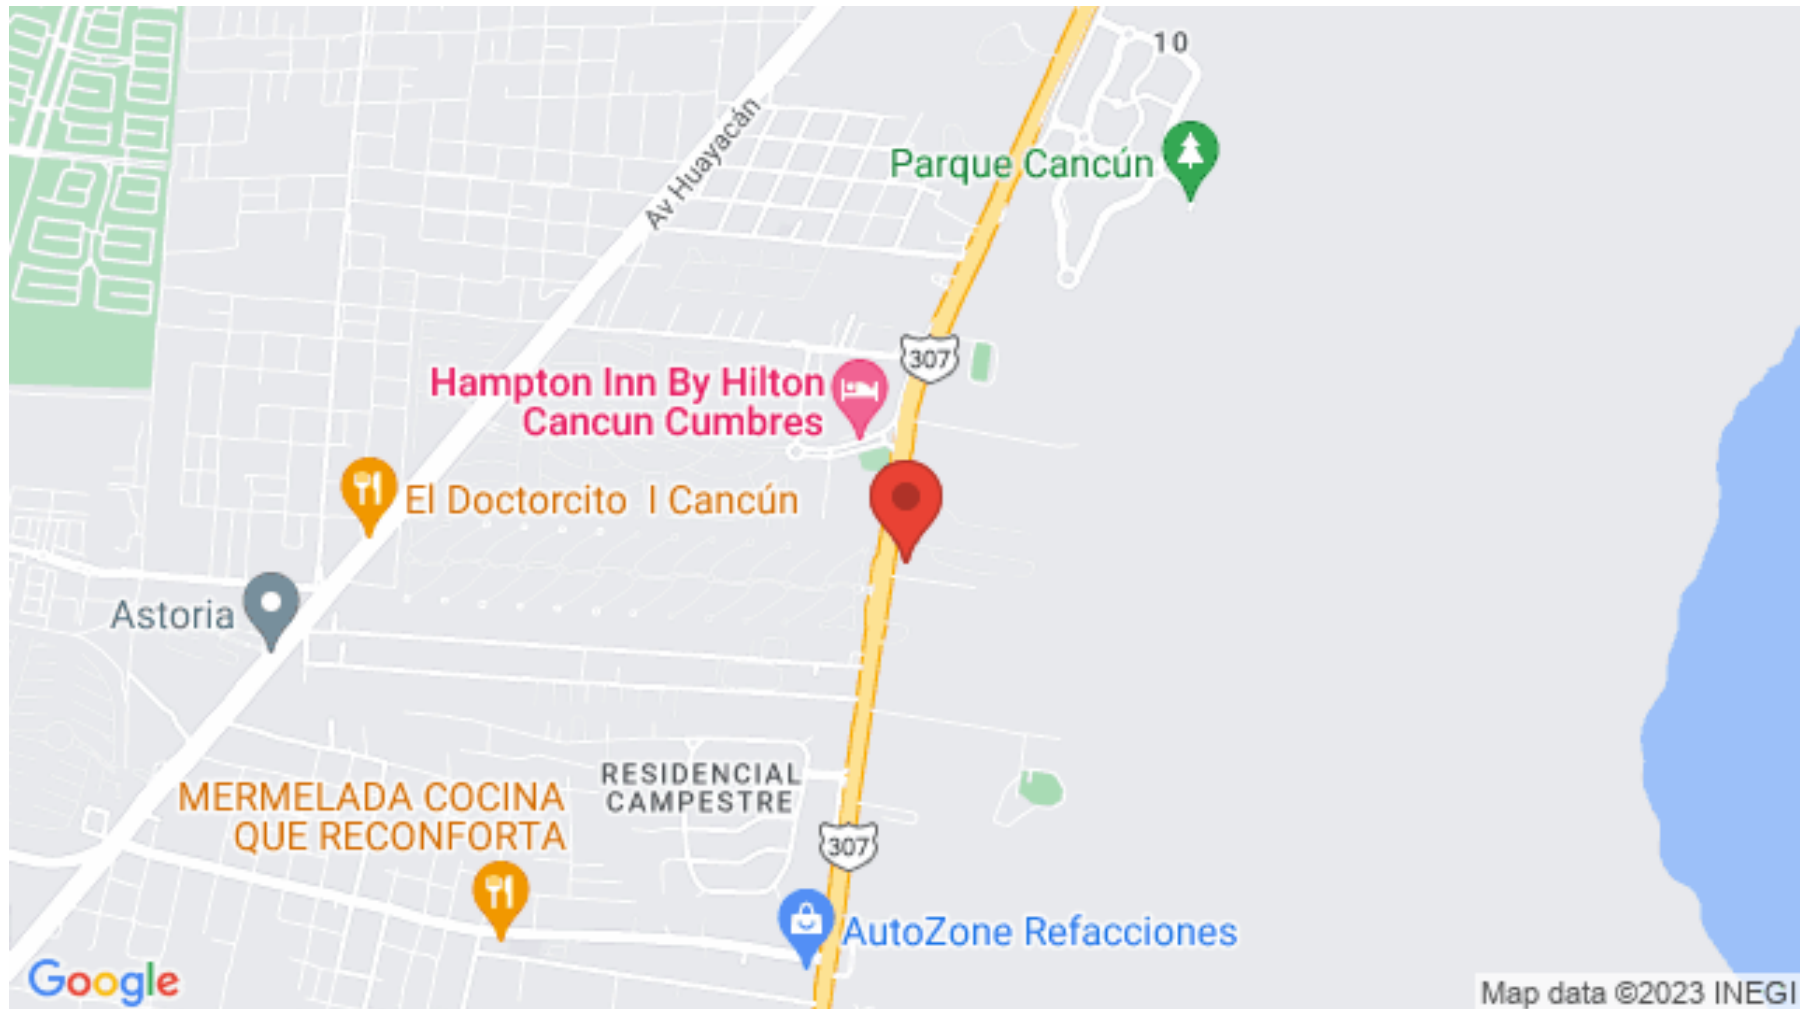 10
Av Huayacán
Parque Cancún
307
Hampton Inn By Hilton
Cancun Cumbres
El Doctorcito I Cancún
Astoria
RESIDENCIAL
CAMPESTRE
MERMELADA COCINA
QUE RECONFORTA
307
AutoZone Refacciones
Google
Map data ©2023 INEGI